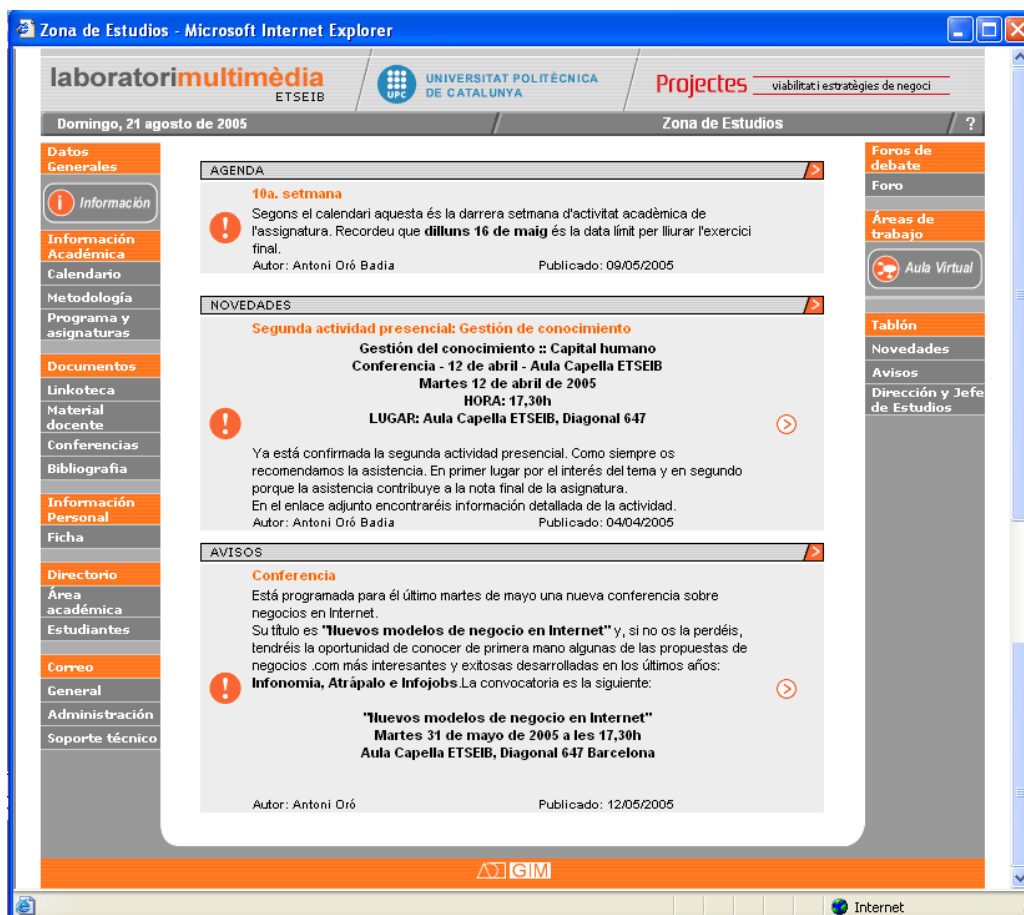 Zona de Estudios - Microsoft Internet Explorer
laboratorimultimèdia
ETSEIB
UPC
UNIVERSITAT POLITÈCNICA
DE CATALUNYA
Projectes
viabilitat i estratègies de negoci
Domingo, 21 agosto de 2005
Zona de Estudios
?
Datos
Generales
Información
Información
Académica
Calendario
Metodología
Programa y
asignaturas
Documentos
Linkoteca
Material
docente
Conferencias
Bibliografia
Información
Personal
Ficha
Directorio
Área
académica
Estudiantes
Correo
General
Administración
Soporte técnico
AGENDA
10a. setmana
Segons el calendari aquesta és la darrera setmana d'activitat acadèmica de
l'assignatura. Recordeu que dilluns 16 de maig és la data límit per lliurar l'exercici
final.
Autor: Antoni Oró Badia Publicado: 09/05/2005
NOVEDADES
Segunda actividad presencial: Gestión de conocimiento
Gestión del conocimiento :: Capital humano
Conferencia - 12 de abril - Aula Capella ETSEIB
Martes 12 de abril de 2005
HORA: 17,30h
LUGAR: Aula Capella ETSEIB, Diagonal 647
Ya está confirmada la segunda actividad presencial. Como siempre os
recomendamos la asistencia. En primer lugar por el interés del tema y en segundo
porque la asistencia contribuye a la nota final de la asignatura.
En el enlace adjunto encontraréis información detallada de la actividad.
Autor: Antoni Oró Badia Publicado: 04/04/2005
AVISOS
Conferencia
Está programada para él último martes de mayo una nueva conferencia sobre
negocios en Internet.
Su título es "Nuevos modelos de negocio en Internet" y, si no os la perdéis,
tendréis la oportunidad de conocer de primera mano algunas de las propuestas de
negocios .com más interesantes y exitosas desarrolladas en los últimos años:
Infonomia, Atrápalo e Infojobs.La convocatoria es la siguiente:
"Nuevos modelos de negocio en Internet"
Martes 31 de mayo de 2005 a les 17,30h
Aula Capella ETSEIB, Diagonal 647 Barcelona
Autor: Antoni Oró Publicado: 12/05/2005
Foros de
debate
Foro
Áreas de
trabajo
Aula Virtual
Tablón
Novedades
Avisos
Dirección y Jefe
de Estudios
GIM
Internet